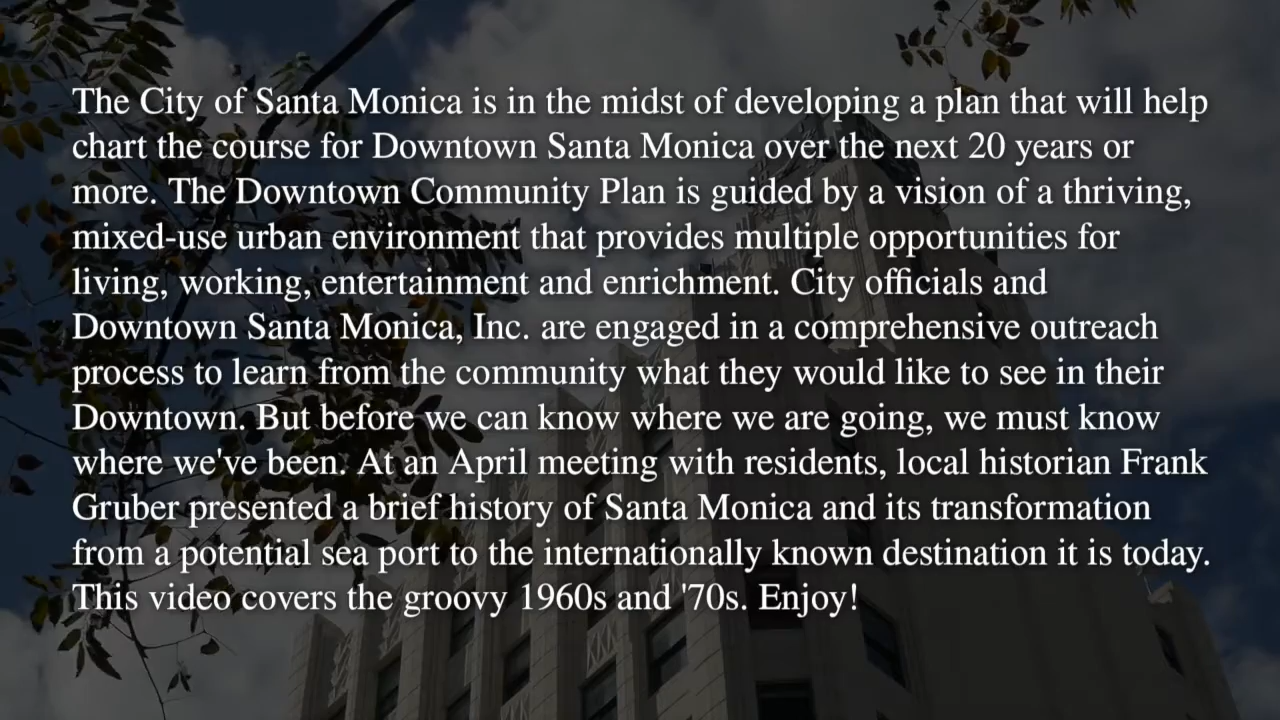 The City of Santa Monica is in the midst of developing a plan that will help
chart the course for Downtown Santa Monica over the next 20 years or
more. The Downtown Community Plan is guided by a vision of a thriving,
mixed-use urban environment that provides multiple opportunities for
living, working, entertainment and enrichment. City officials and
Downtown Santa Monica, Inc. are engaged in a comprehensive outreach
process to learn from the community what they would like to see in their
Downtown. But before we can know where we are going, we must know
where we've been. At an April meeting with residents, local historian Frank
Gruber presented a brief history of Santa Monica and its transformation
from a potential sea port to the internationally known destination it is today.
This video covers the groovy 1960s and '70s. Enjoy!